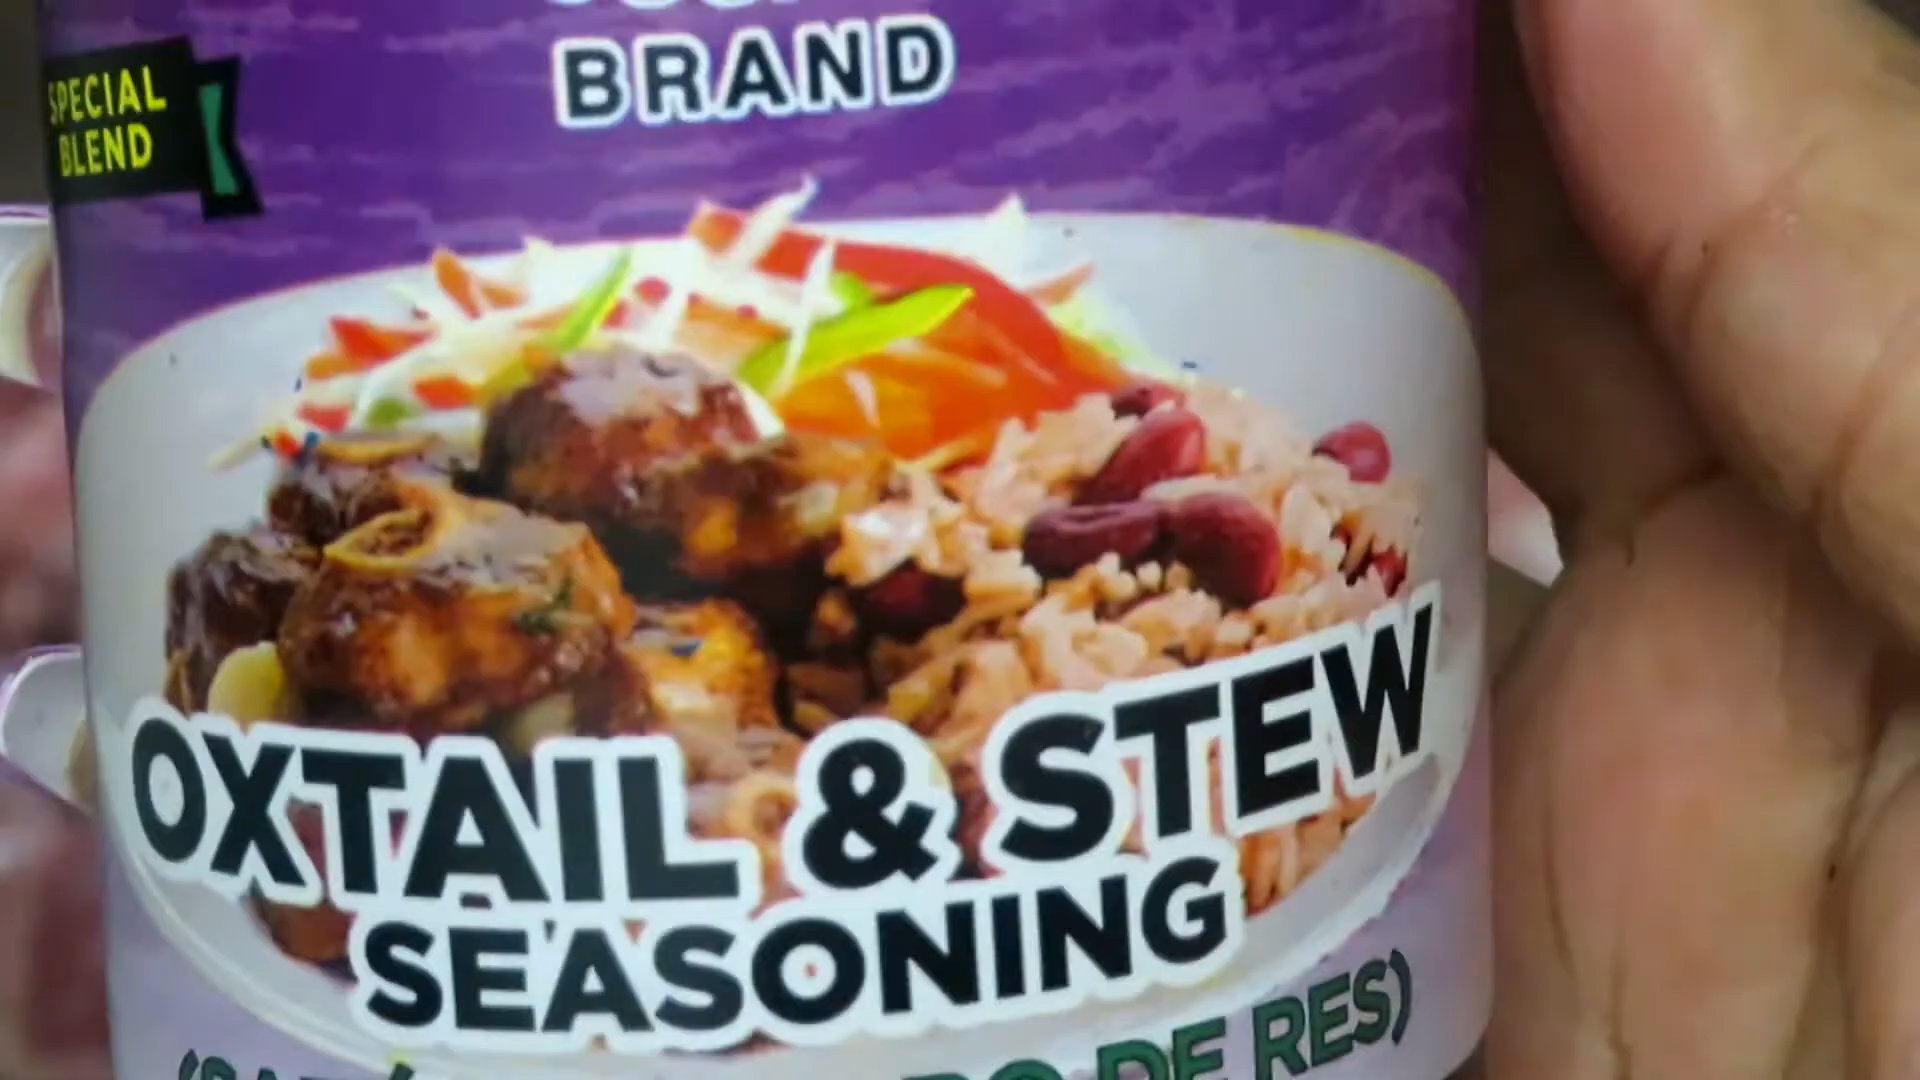 BRAND
SPECIAL
BLEND
OXTAIL & STEW
SEASONING
DE RES)